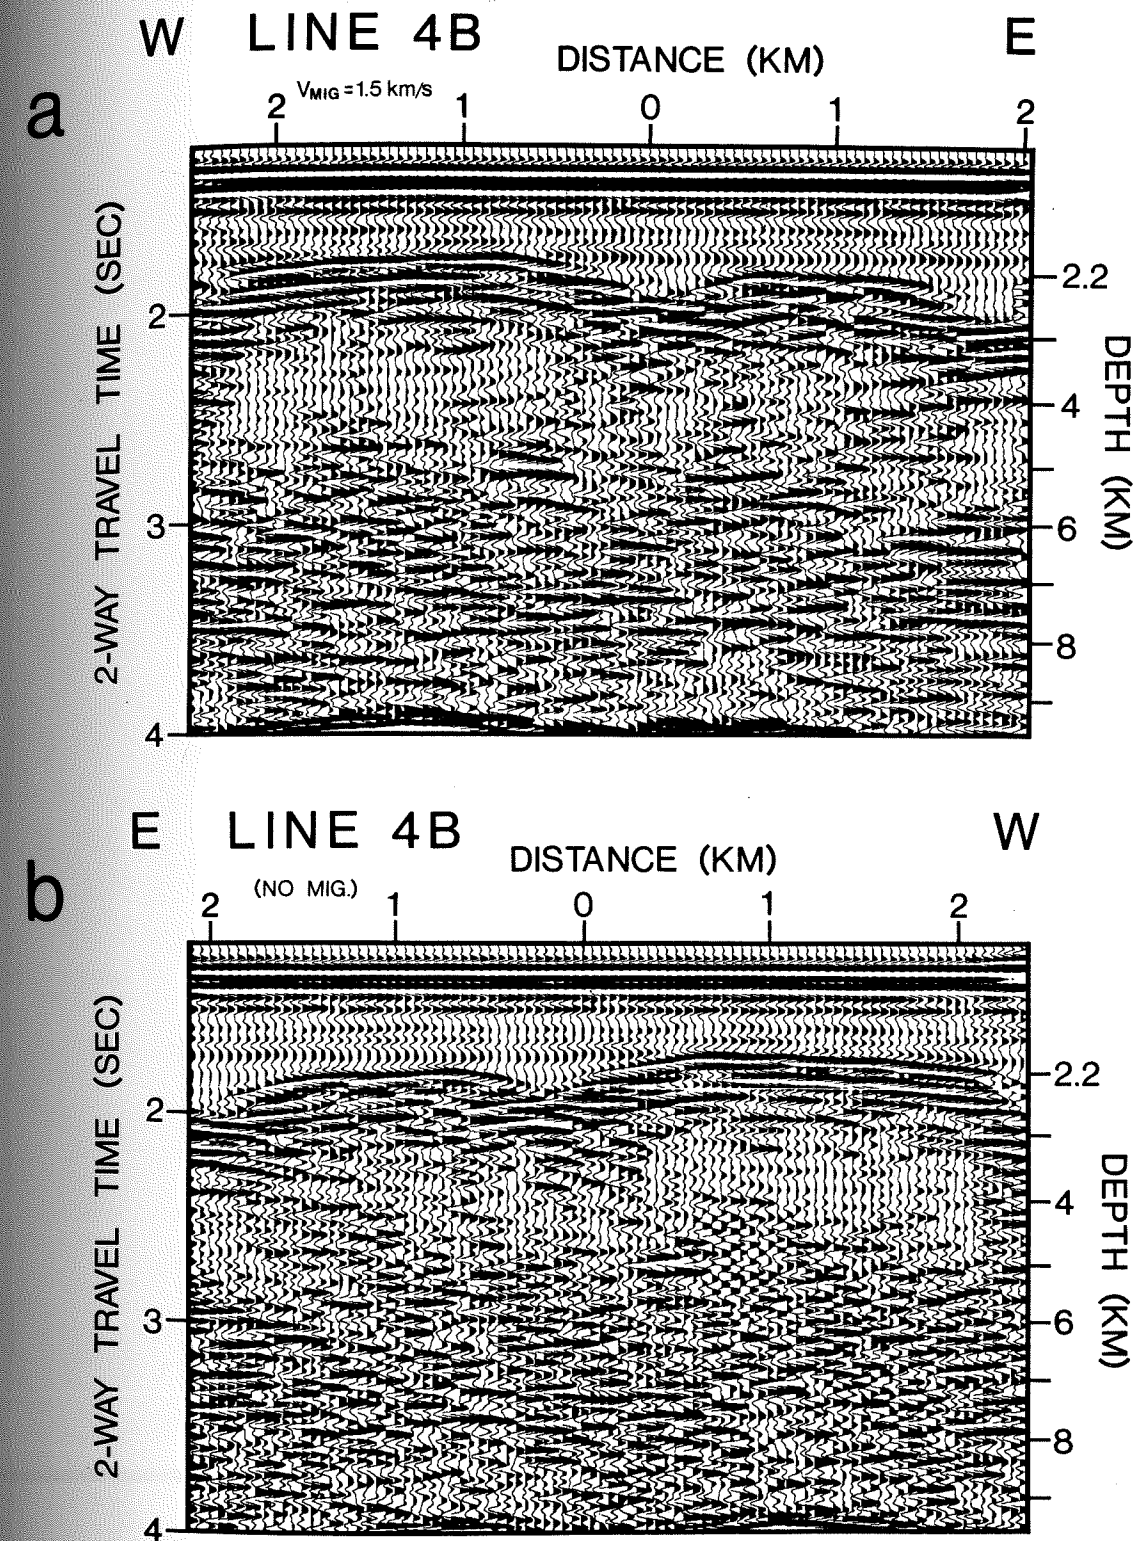 W LINE 4B E
DISTANCE (KM)
a
VMIG = 1.5 km/s
2 1 0 1 2
2-WAY TRAVEL TIME (SEC)
2
3
4
2.2
4
6
8
DEPTH (KM)
E LINE 4B W
DISTANCE (KM)
b
(NO MIG.)
2 1 0 1 2
2-WAY TRAVEL TIME (SEC)
2
3
4
2.2
4
6
8
DEPTH (KM)